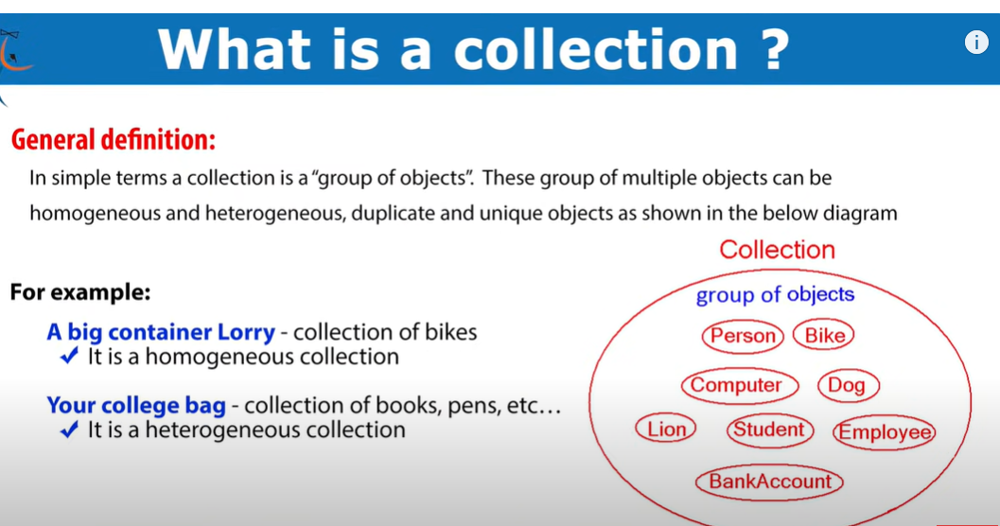 What is a collection ?
General definition:
In simple terms a collection is a “group of objects”. These group of multiple objects can be
homogeneous and heterogeneous, duplicate and unique objects as shown in the below diagram
For example:
A big container Lorry - collection of bikes
✓ It is a homogeneous collection
Your college bag - collection of books, pens, etc...
✓ It is a heterogeneous collection
Collection
group of objects
Person Bike
Computer Dog
Lion Student Employee
BankAccount